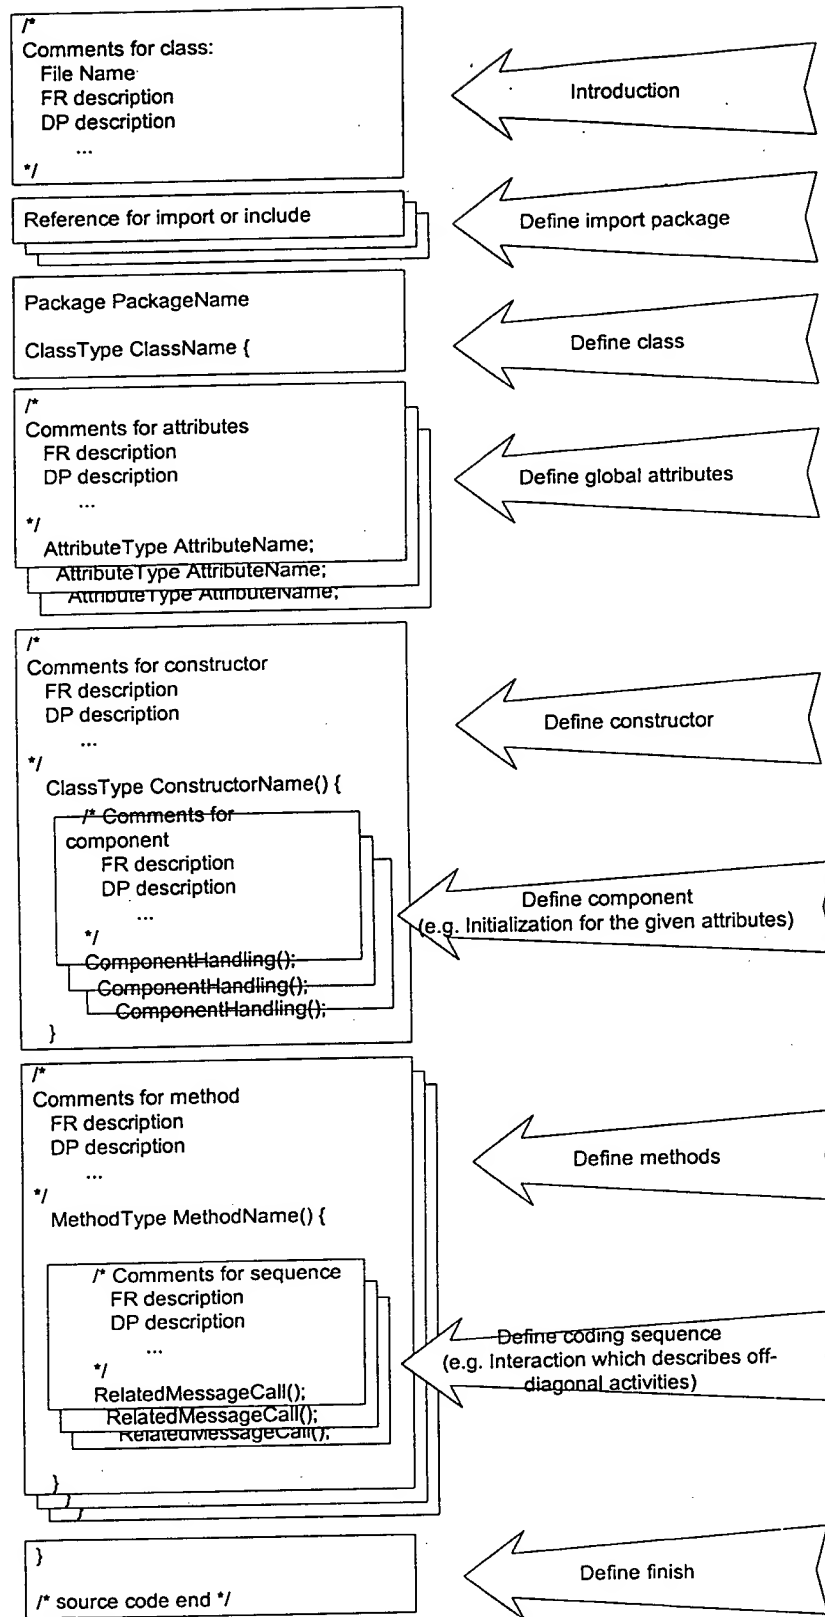 /*
Comments for class:
File Name
FR description
DP description
...
*/
Introduction
Reference for import or include
Define import package
Package PackageName
ClassType ClassName {
Define class
/*
Comments for attributes
FR description
DP description
...
*/
AttributeType AttributeName;
AttributeType AttributeName;
AttributeType AttributeName;
Define global attributes
/*
Comments for constructor
FR description
DP description
...
*/
ClassType ConstructorName() {
Define constructor
/* Comments for
component
FR description
DP description
...
*/
ComponentHandling();
ComponentHandling();
ComponentHandling();
}
Define component
(e.g. Initialization for the given attributes)
/*
Comments for method
FR description
DP description
...
*/
MethodType MethodName() {
Define methods
/* Comments for sequence
FR description
DP description
...
*/
RelatedMessageCall();
RelatedMessageCall();
RelatedMessageCall();
}
}
}
Define coding sequence
(e.g. Interaction which describes off-
diagonal activities)
}
/* source code end */
Define finish